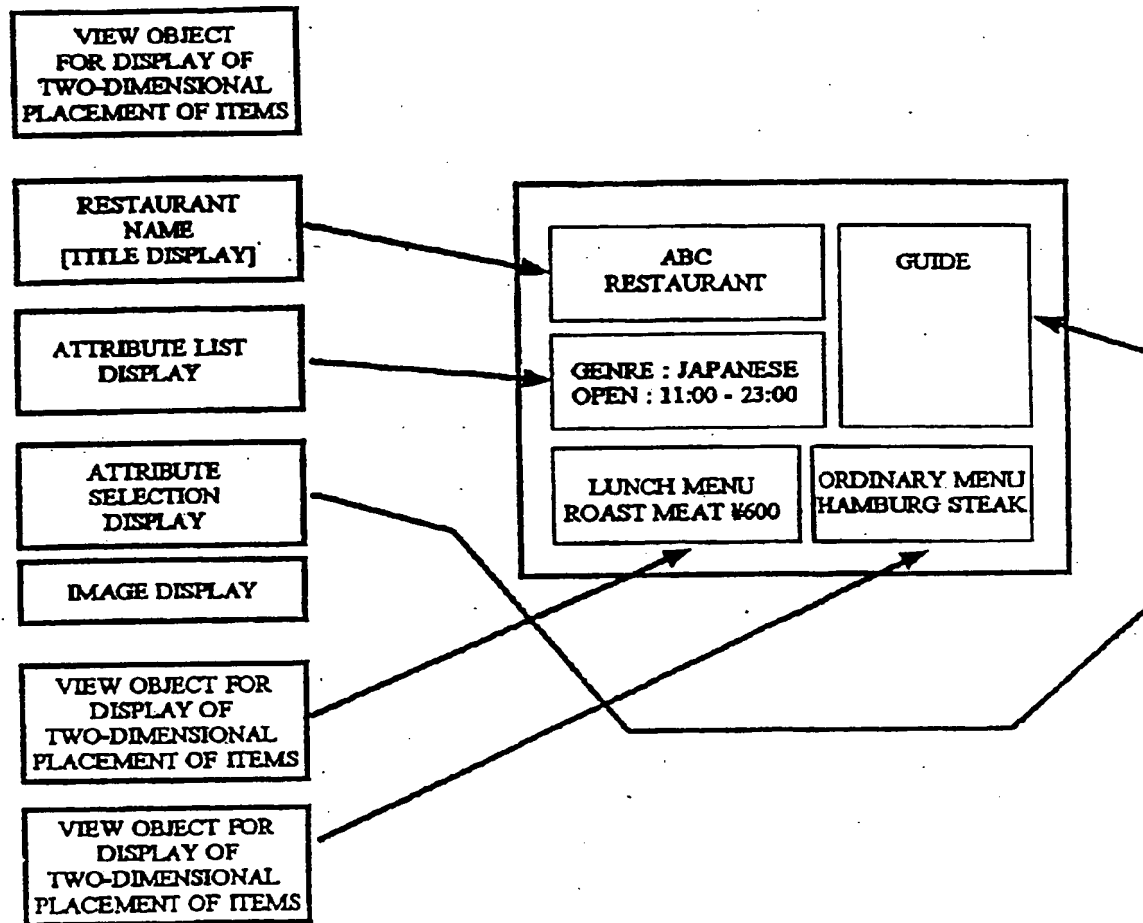 VIEW OBJECT
FOR DISPLAY OF
TWO-DIMENSIONAL
PLACEMENT OF ITEMS
RESTAURANT
NAME
[TITLE DISPLAY]
ATTRIBUTE LIST
DISPLAY
ATTRIBUTE
SELECTION
DISPLAY
IMAGE DISPLAY
VIEW OBJECT FOR
DISPLAY OF
TWO-DIMENSIONAL
PLACEMENT OF ITEMS
VIEW OBJECT FOR
DISPLAY OF
TWO-DIMENSIONAL
PLACEMENT OF ITEMS
ABC
RESTAURANT
GUIDE
GENRE : JAPANESE
OPEN : 11:00 - 23:00
LUNCH MENU
ROAST MEAT ¥600
ORDINARY MENU
HAMBURG STEAK